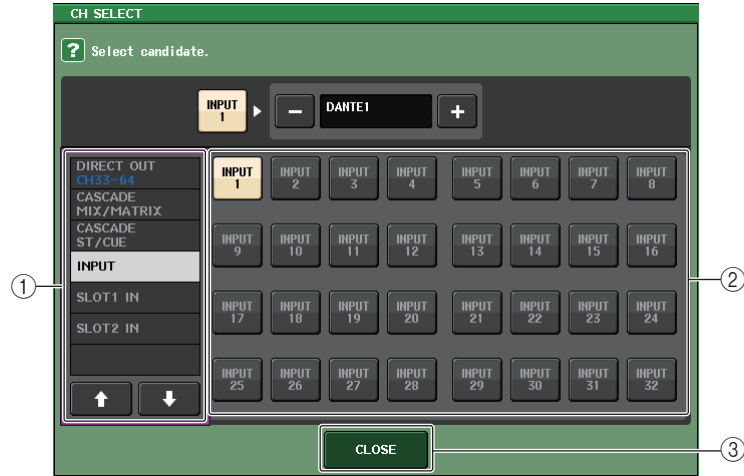 CH SELECT
? Select candidate.
INPUT
1
DANTE1
DIRECT OUT
CH33-64
CASCADE
MIX/MATRIX
CASCADE
ST/CUE
INPUT
SLOT1 IN
SLOT2 IN
INPUT 1 INPUT 2 INPUT 3 INPUT 4 INPUT 5 INPUT 6 INPUT 7 INPUT 8
INPUT 9 INPUT 10 INPUT 11 INPUT 12 INPUT 13 INPUT 14 INPUT 15 INPUT 16
INPUT 17 INPUT 18 INPUT 19 INPUT 20 INPUT 21 INPUT 22 INPUT 23 INPUT 24
INPUT 25 INPUT 26 INPUT 27 INPUT 28 INPUT 29 INPUT 30 INPUT 31 INPUT 32
1
2
CLOSE
3